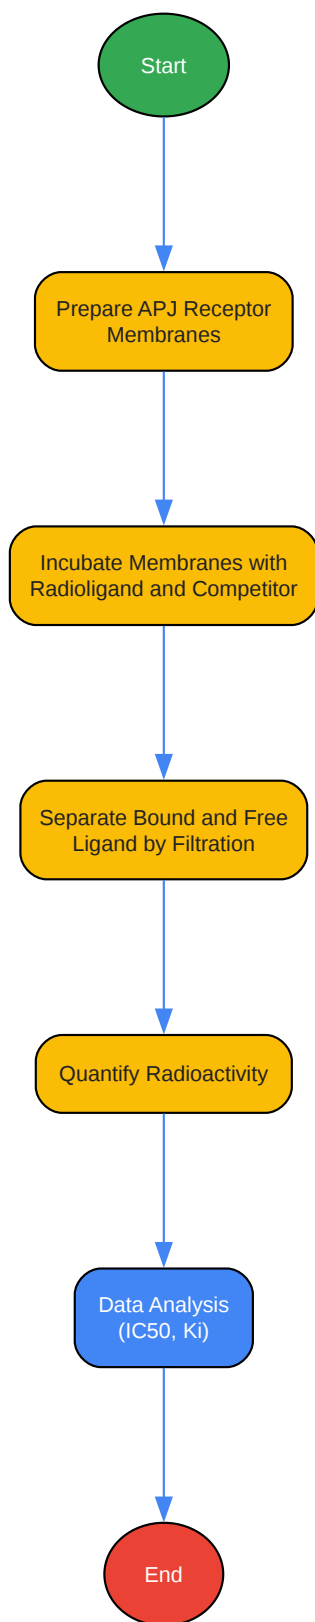 Start
Prepare APJ Receptor
Membranes
Incubate Membranes with
Radioligand and Competitor
Separate Bound and Free
Ligand by Filtration
Quantify Radioactivity
Data Analysis
(IC50, Ki)
End